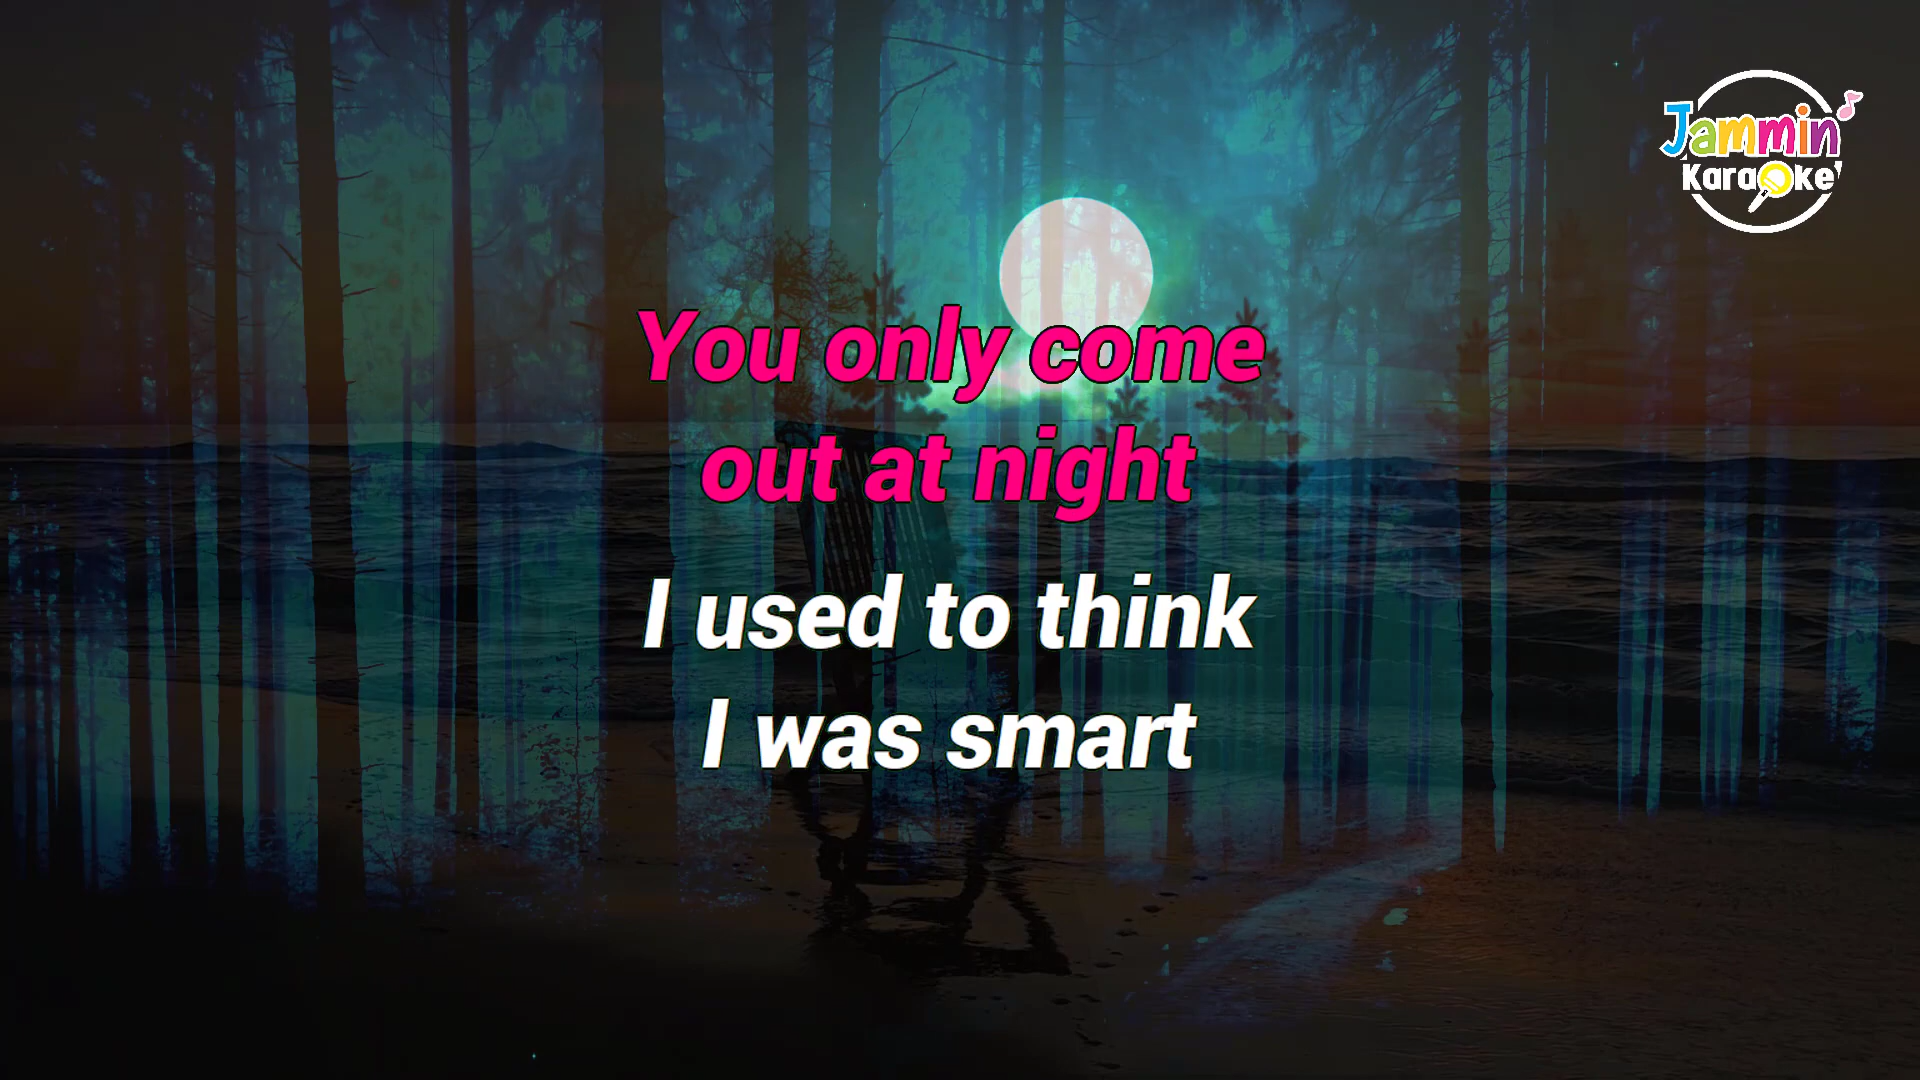 Jammin'
Karaoke
You only come
out at night
I used to think
I was smart